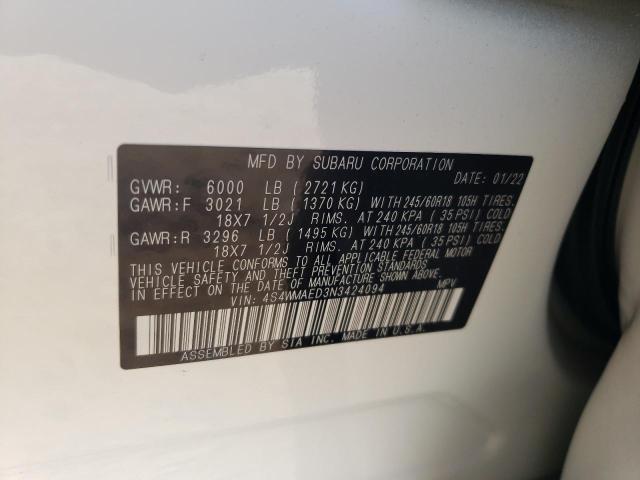 MFD BY SUBARU CORPORATION
DATE: 01/22
GVWR: 6000 LB (2721 KG)
GAWR:F 3021 LB (1370 KG) WITH 245/60R18 105H TIRES.
18X7 1/2J RIMS. AT 240 KPA (35 PSI) COLD
GAWR:R 3296 LB (1495 KG) WITH 245/60R18 105H TIRES.
18X7 1/2J RIMS. AT 240 KPA (35 PSI) COLD
THIS VEHICLE CONFORMS TO ALL APPLICABLE FEDERAL MOTOR
VEHICLE SAFETY AND THEFT PREVENTION STANDARDS
IN EFFECT ON THE DATE OF MANUFACTURE SHOWN ABOVE.
VIN: 4S4WMAED3N3424094 MPV
ASSEMBLED BY SIA INC. MADE IN U.S.A.